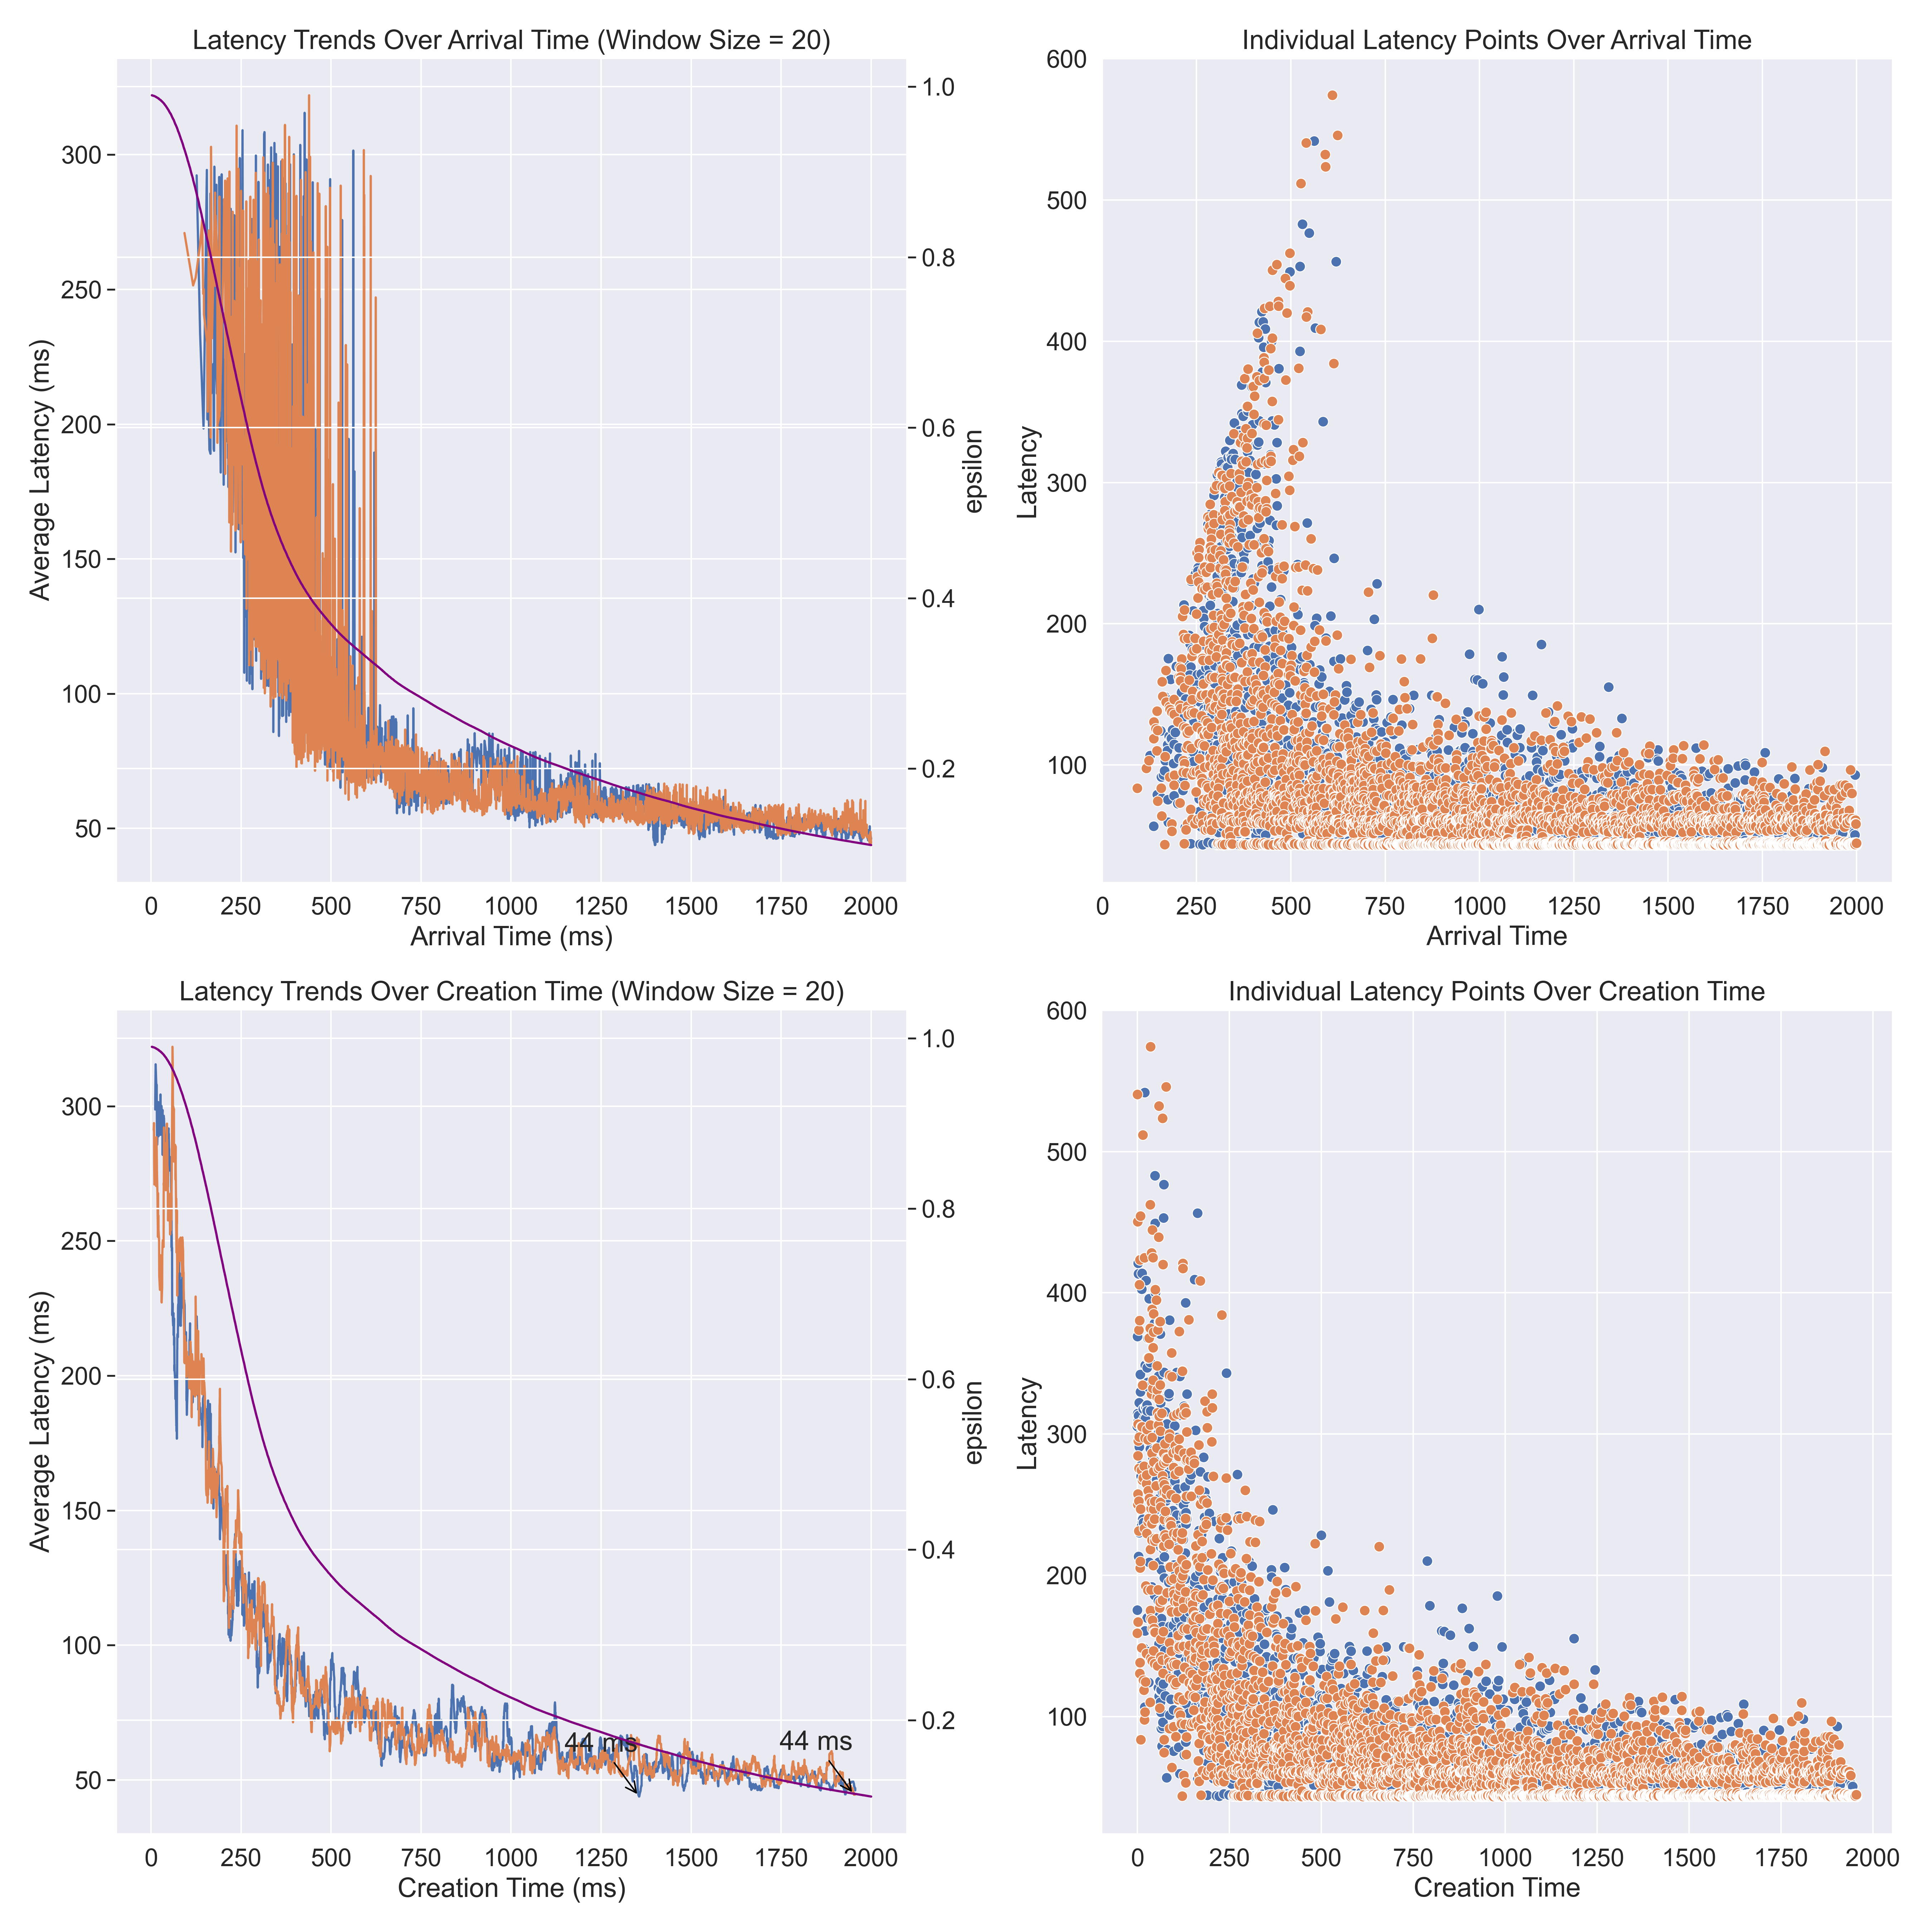 Latency Trends Over Arrival Time (Window Size = 20)
Average Latency (ms)
300
250
200
150
100
50
1.0
0.8
0.6
0.4
0.2
epsilon
0 250 500 750 1000 1250 1500 1750 2000
Arrival Time (ms)
Individual Latency Points Over Arrival Time
Latency
600
500
400
300
200
100
0 250 500 750 1000 1250 1500 1750 2000
Arrival Time
Latency Trends Over Creation Time (Window Size = 20)
Average Latency (ms)
300
250
200
150
100
50
1.0
0.8
0.6
0.4
0.2
epsilon
44 ms
44 ms
0 250 500 750 1000 1250 1500 1750 2000
Creation Time (ms)
Individual Latency Points Over Creation Time
Latency
600
500
400
300
200
100
0 250 500 750 1000 1250 1500 1750 2000
Creation Time